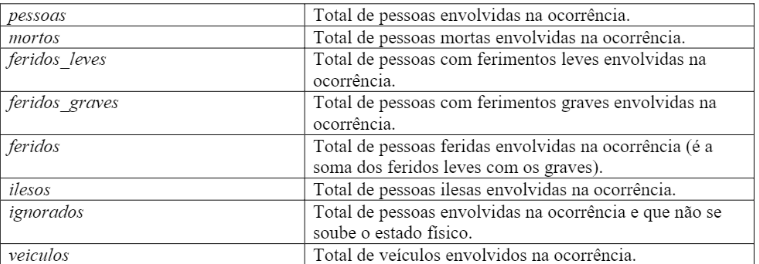 pessoas Total de pessoas envolvidas na ocorrência.
mortos Total de pessoas mortas envolvidas na ocorrência.
feridos_leves Total de pessoas com ferimentos leves envolvidas na
ocorrência.
feridos_graves Total de pessoas com ferimentos graves envolvidas na
ocorrência.
feridos Total de pessoas feridas envolvidas na ocorrência (é a
soma dos feridos leves com os graves).
ilesos Total de pessoas ilesas envolvidas na ocorrência.
ignorados Total de pessoas envolvidas na ocorrência e que não se
soube o estado físico.
veiculos Total de veículos envolvidos na ocorrência.